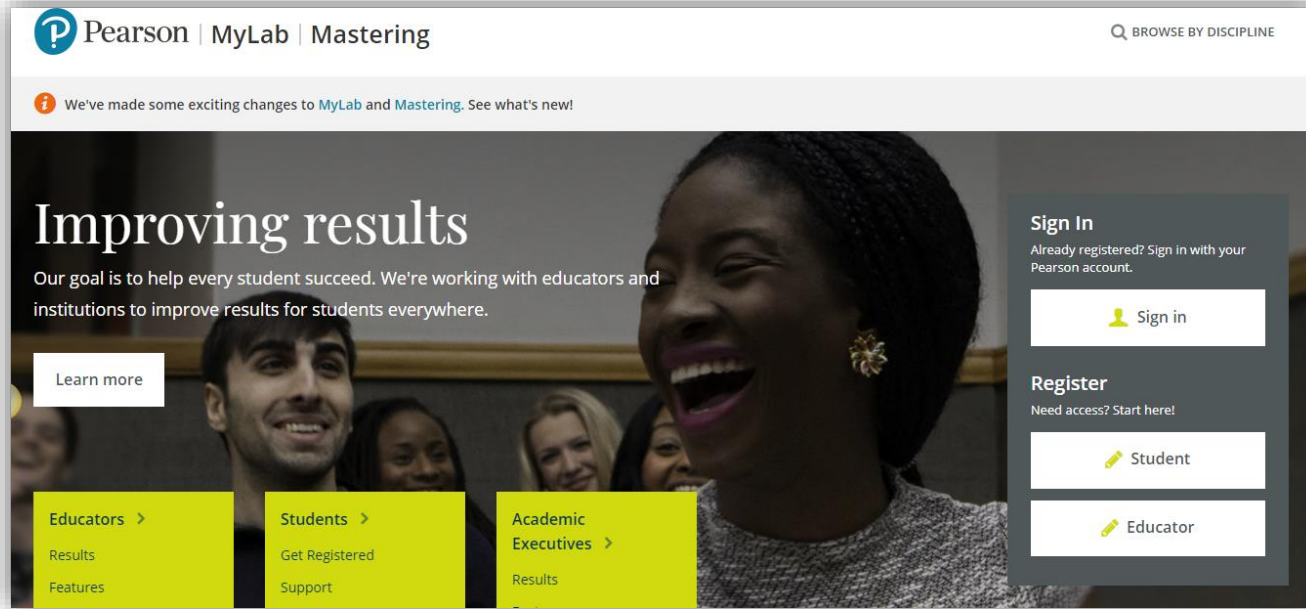 Pearson | MyLab | Mastering
BROWSE BY DISCIPLINE
We've made some exciting changes to MyLab and Mastering. See what's new!
Improving results
Our goal is to help every student succeed. We're working with educators and
institutions to improve results for students everywhere.
Learn more
Educators >
Results
Features
Students >
Get Registered
Support
Academic
Executives >
Results
Sign In
Already registered? Sign in with your
Pearson account.
Sign in
Register
Need access? Start here!
Student
Educator